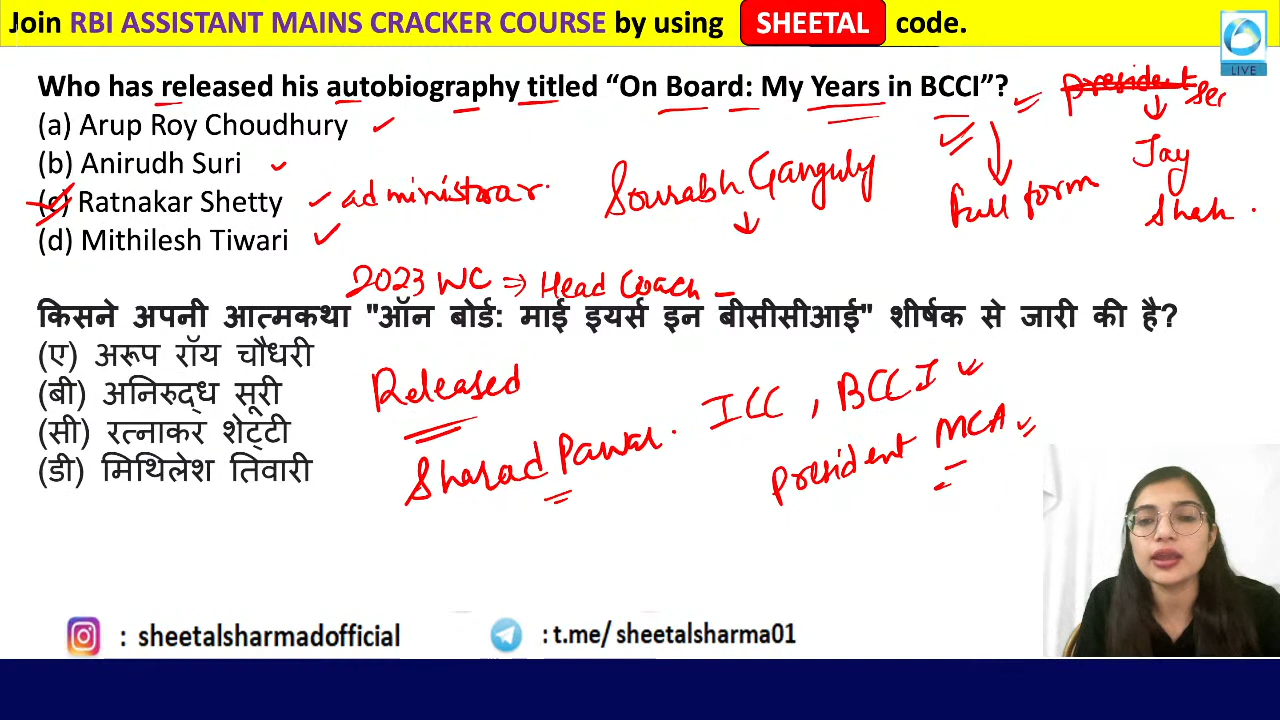 Join RBI ASSISTANT MAINS CRACKER COURSE by using SHEETAL code.
LIVE
Who has released his autobiography titled “On Board: My Years in BCCI”?
president
sec
(a) Arup Roy Choudhury
(b) Anirudh Suri
Jay
Shah.
(c) Ratnakar Shetty
administrar.
Sourabh Ganguly
full form
(d) Mithilesh Tiwari
2023 WC ⇒ Head Coach –
किसने अपनी आत्मकथा "ऑन बोर्ड: माई इयर्स इन बीसीसीआई" शीर्षक से जारी की है?
(ए) अरूप रॉय चौधरी
(बी) अनिरुद्ध सूरी
Released
ICC, BCCI
(सी) रत्नाकर शेट्टी
Sharad Pawar.
president MCA
(डी) मिथिलेश तिवारी
: sheetalsharmadofficial
: t.me/ sheetalsharma01